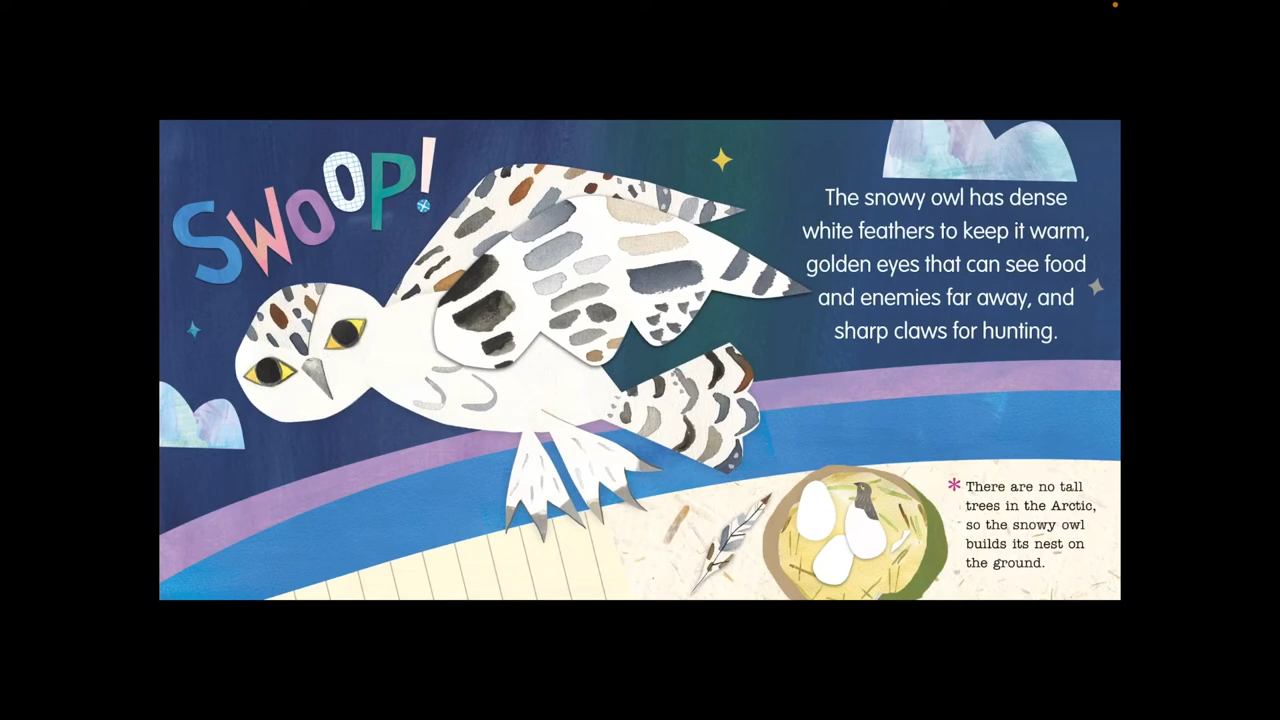 SWOOP!
The snowy owl has dense
white feathers to keep it warm,
golden eyes that can see food
and enemies far away, and
sharp claws for hunting.
* There are no tall
trees in the Arctic,
so the snowy owl
builds its nest on
the ground.